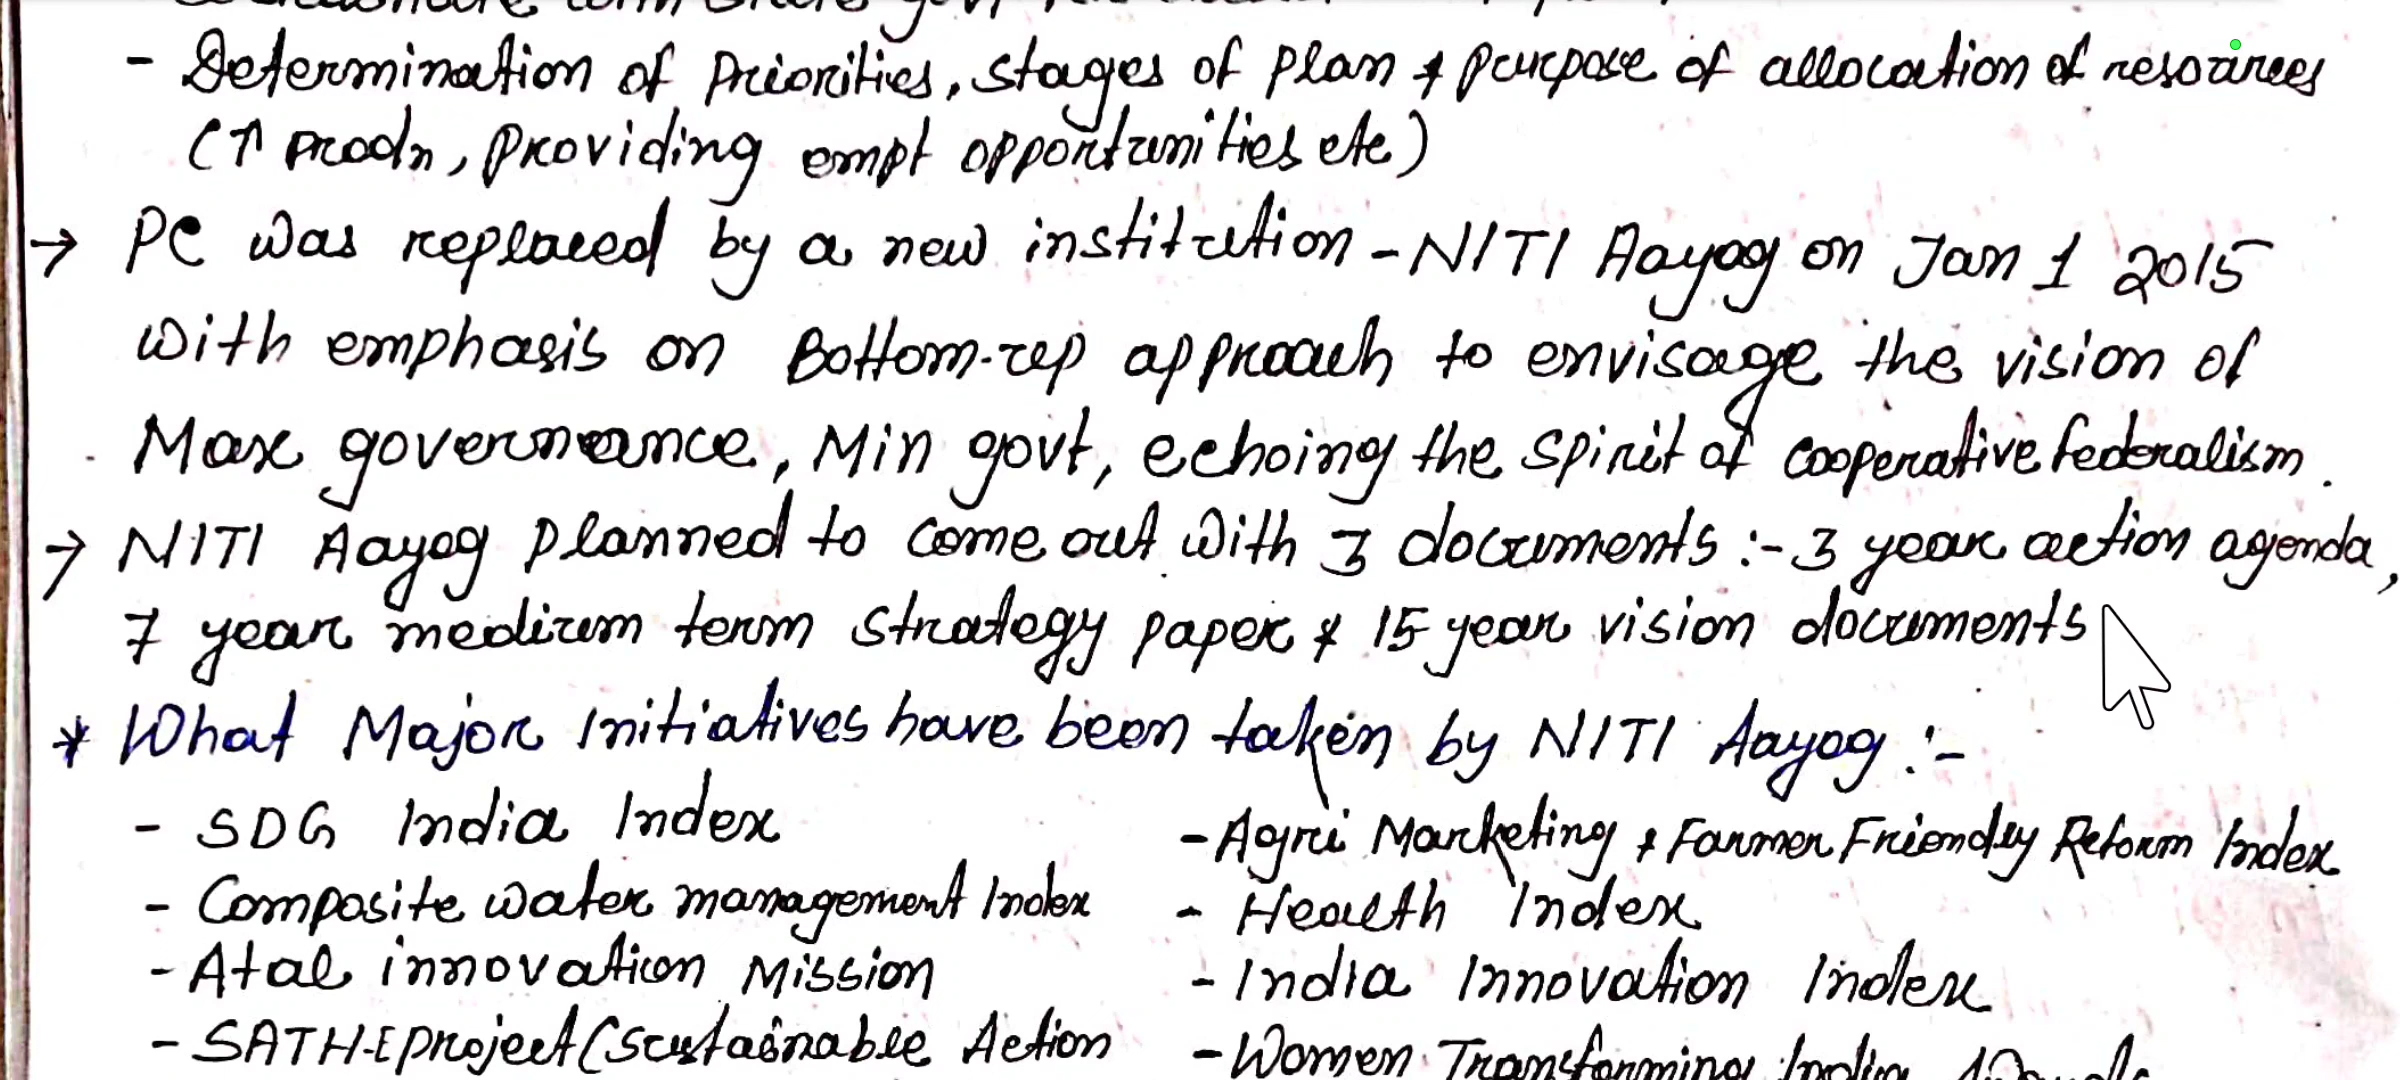 - Determination of Priorities, stages of plan & purpose of allocation of resources
(↑ prodn, providing empt opportunities etc)
→ PC was replaced by a new institution - NITI Aayog on Jan 1 2015
with emphasis on Bottom-up approach to envisage the vision of
Max governance, Min govt, echoing the spirit of cooperative federalism.
→ NITI Aayog planned to come out with 3 documents :- 3 year action agenda,
7 year medium term strategy paper & 15 year vision documents
* What Major Initiatives have been taken by NITI Aayog :-
- SDG India Index
- Composite water management Index
- Atal innovation Mission
- SATH-E project (Sustainable Action
- Agri Marketing & Farmer Friendly Reform Index
- Health Index
- India Innovation Index
- Women Transforming India Awards